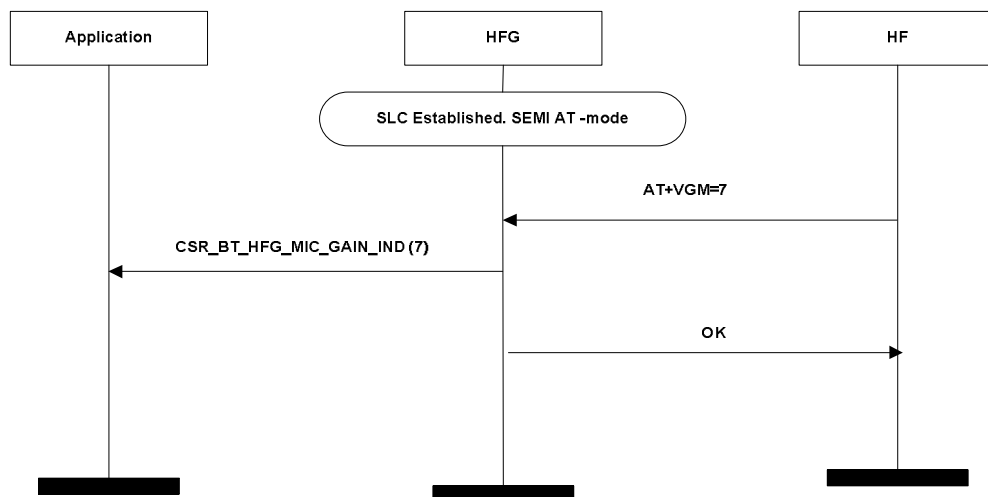 Application
HFG
HF
SLC Established. SEMI AT -mode
AT+VGM=7
CSR_BT_HFG_MIC_GAIN_IND (7)
OK